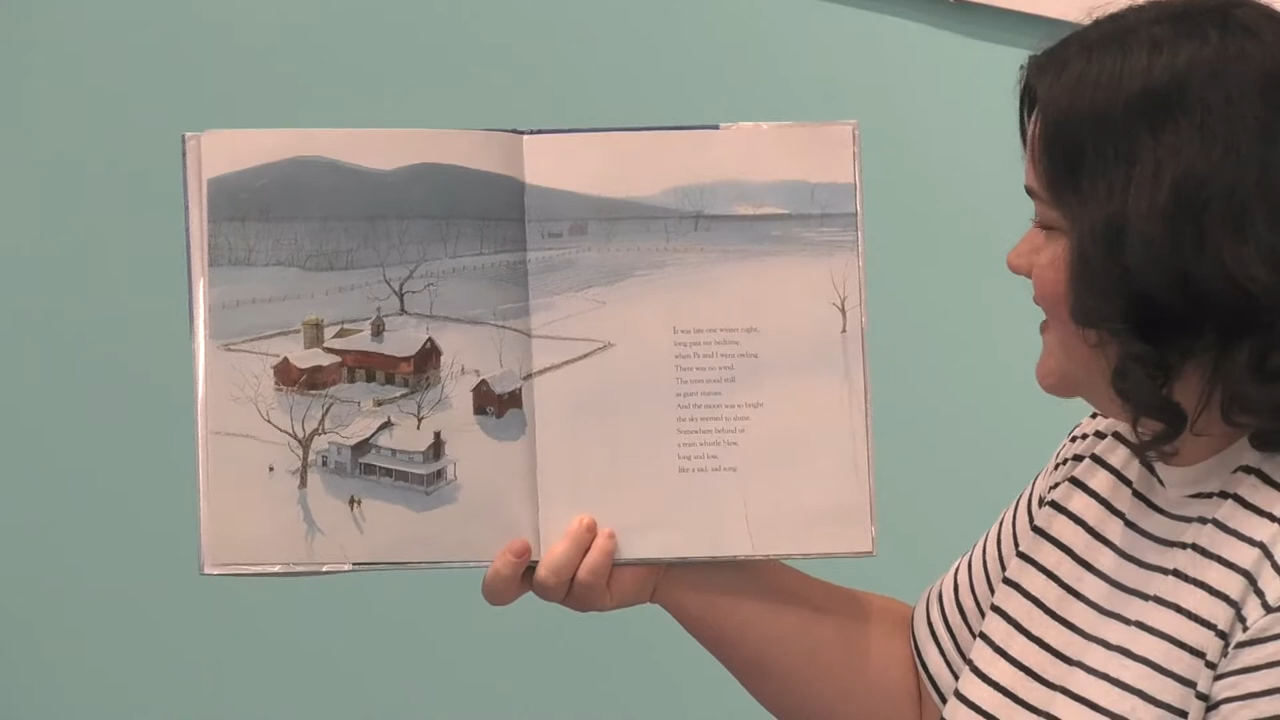 It was late one winter night,
long past my bedtime,
when Pa and I went owling.
There was no wind.
The trees stood still
as giant statues.
And the moon was so bright
the sky seemed to shine.
Somewhere behind us
a train whistle blew,
long and low,
like a sad, sad song.